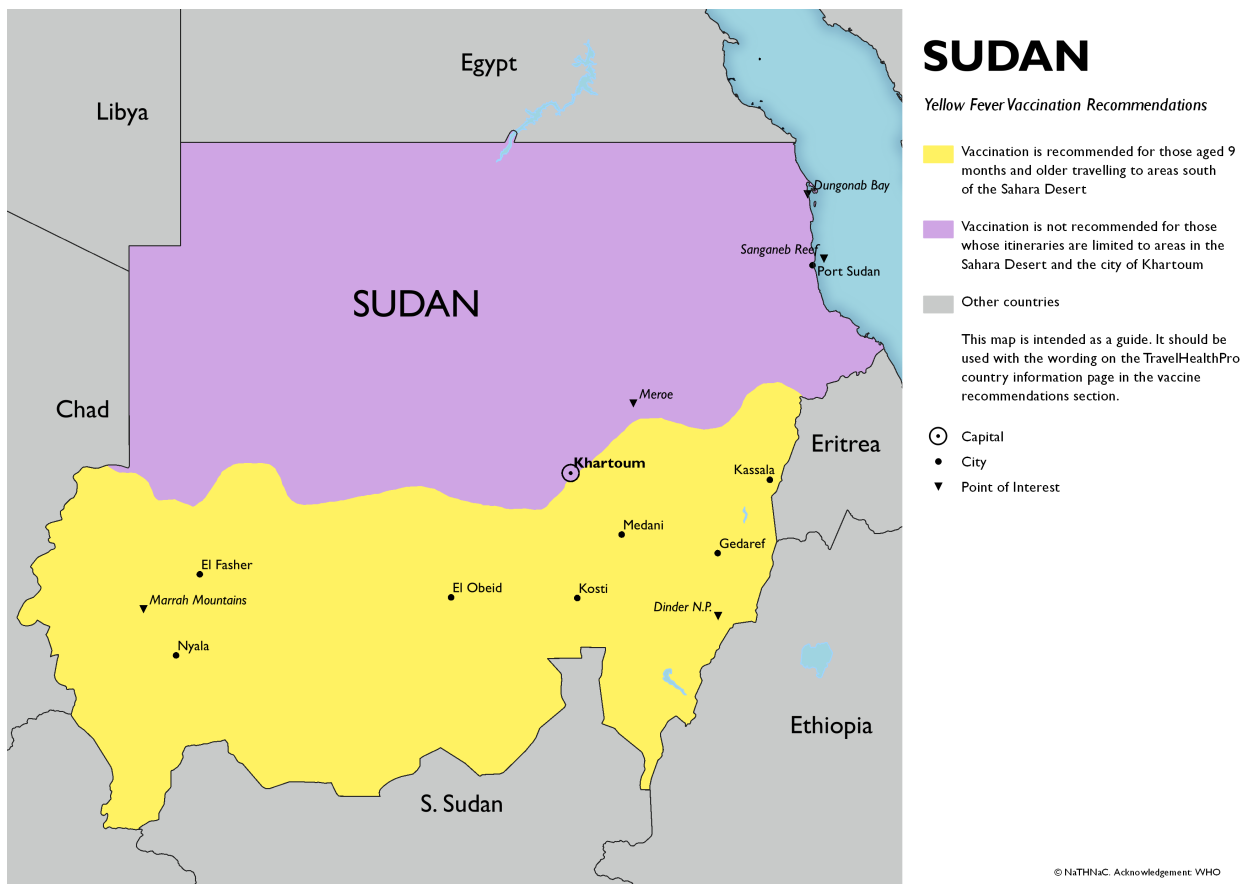 SUDAN
Yellow Fever Vaccination Recommendations
Vaccination is recommended for those aged 9
months and older travelling to areas south
of the Sahara Desert
Vaccination is not recommended for those
whose itineraries are limited to areas in the
Sahara Desert and the city of Khartoum
Other countries
This map is intended as a guide. It should be
used with the wording on the TravelHealthPro
country information page in the vaccine
recommendations section.
Capital
City
Point of Interest
Egypt
Libya
Dungonab Bay
Sanganeb Reef
Port Sudan
SUDAN
Meroe
Chad
Eritrea
Khartoum
Kassala
Medani
Gedaref
El Fasher
El Obeid
Kosti
Marrah Mountains
Dinder N.P.
Nyala
Ethiopia
S. Sudan
© NaTHNaC. Acknowledgement: WHO